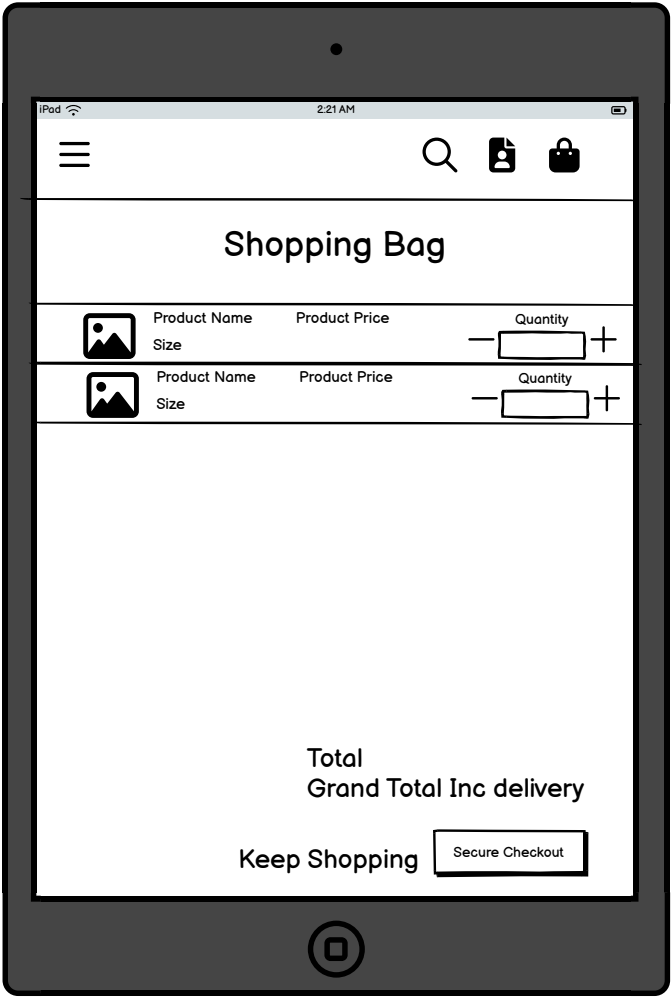 iPad 2:21 AM
Shopping Bag
Product Name Product Price Quantity
Size
Product Name Product Price Quantity
Size
Total
Grand Total Inc delivery
Keep Shopping Secure Checkout